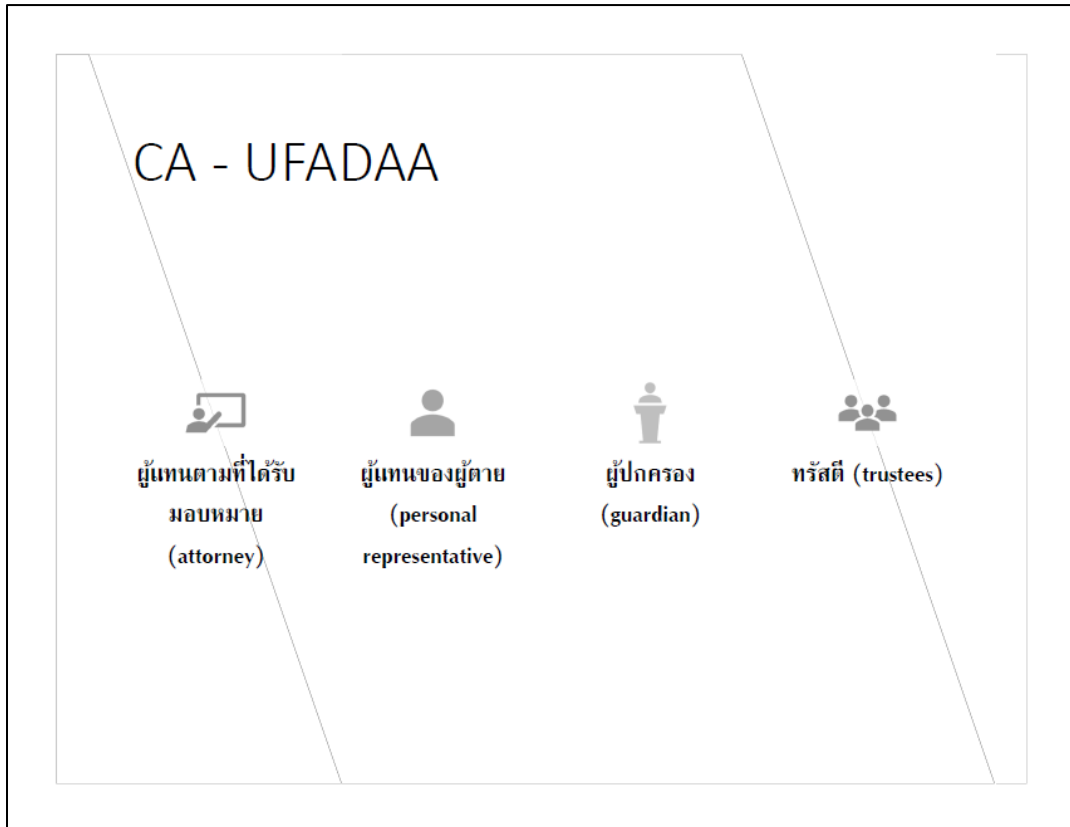 CA - UFADAA
ผู้แทนตามที่ได้รับ
มอบหมาย
(attorney)
ผู้แทนของผู้ตาย
(personal
representative)
ผู้ปกครอง
(guardian)
ทรัสตี (trustees)